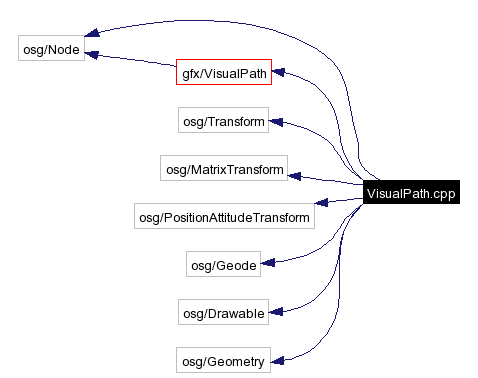 osg/Node
gfx/VisualPath
osg/Transform
osg/MatrixTransform
VisualPath.cpp
osg/PositionAttitudeTransform
osg/Geode
osg/Drawable
osg/Geometry